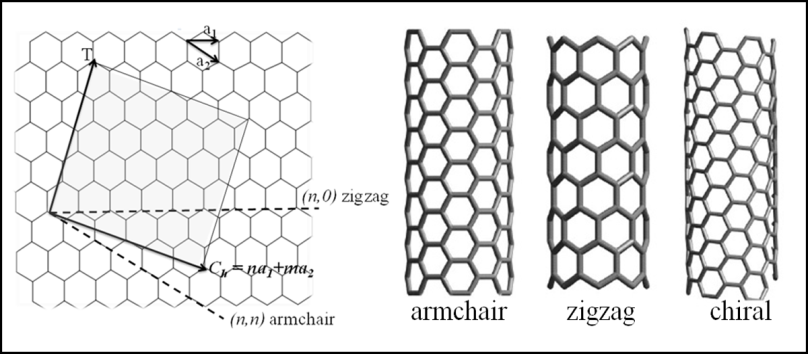 a1
T
a2
(n,0) zigzag
Ch = na1+ma2
(n,n) armchair
armchair
zigzag
chiral